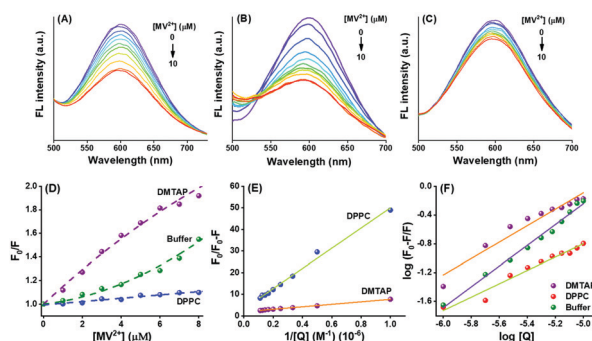 (A)
[MV²⁺] (μM)
0
10
FL intensity (a.u.)
500 550 600 650 700
Wavelength (nm)
(B)
[MV²⁺] (μM)
0
10
FL intensity (a.u.)
500 550 600 650 700
Wavelength (nm)
(C)
[MV²⁺] (μM)
0
10
FL intensity (a.u.)
500 550 600 650 700
Wavelength (nm)
(D)
DMTAP
Buffer
DPPC
F₀/F
2.0
1.8
1.6
1.4
1.2
1.0
0 2 4 6 8
[MV²⁺] (μM)
(E)
DPPC
DMTAP
F₀/F₀-F
60
50
40
30
20
10
0
0.2 0.4 0.6 0.8 1.0
1/[Q] (M⁻¹) (10⁻⁶)
(F)
log (F₀-F/F)
0.0
-0.4
-0.8
-1.2
-1.6
DMTAP
DPPC
Buffer
-6.0 -5.8 -5.6 -5.4 -5.2 -5.0
log [Q]